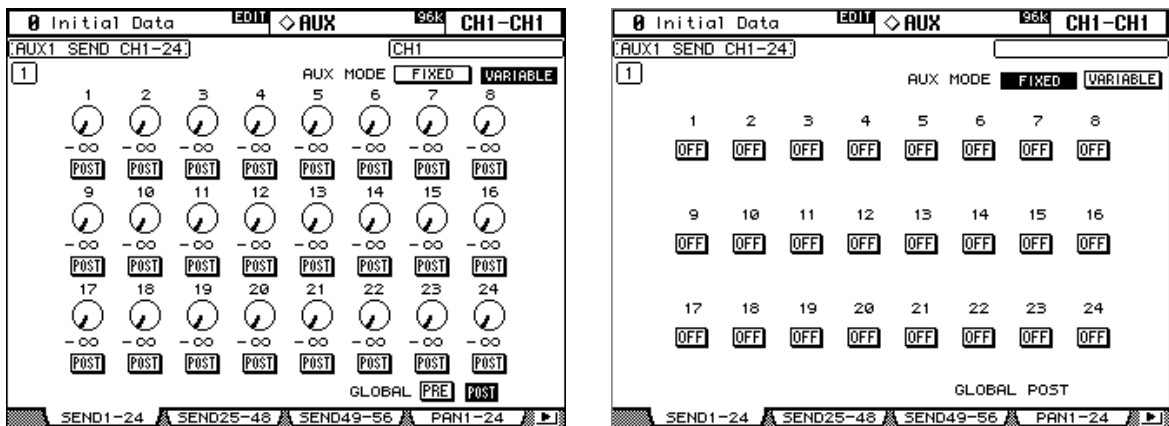 0 Initial Data EDIT ◇AUX 96k CH1-CH1
AUX1 SEND CH1-24 CH1
1 AUX MODE FIXED VARIABLE
1 2 3 4 5 6 7 8
-∞ -∞ -∞ -∞ -∞ -∞ -∞ -∞
POST POST POST POST POST POST POST POST
9 10 11 12 13 14 15 16
-∞ -∞ -∞ -∞ -∞ -∞ -∞ -∞
POST POST POST POST POST POST POST POST
17 18 19 20 21 22 23 24
-∞ -∞ -∞ -∞ -∞ -∞ -∞ -∞
POST POST POST POST POST POST POST POST
GLOBAL PRE POST
SEND1-24 SEND25-48 SEND49-56 PAN1-24
0 Initial Data EDIT ◇AUX 96k CH1-CH1
AUX1 SEND CH1-24
1 AUX MODE FIXED VARIABLE
1 2 3 4 5 6 7 8
OFF OFF OFF OFF OFF OFF OFF OFF
9 10 11 12 13 14 15 16
OFF OFF OFF OFF OFF OFF OFF OFF
17 18 19 20 21 22 23 24
OFF OFF OFF OFF OFF OFF OFF OFF
GLOBAL POST
SEND1-24 SEND25-48 SEND49-56 PAN1-24